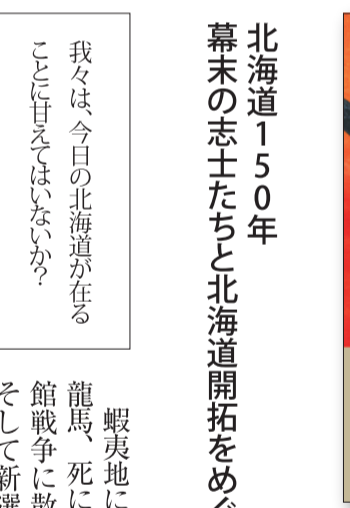 北海道150年
幕末の志士たちと北海道開拓をめぐ
我々は、今日の北海道が在る
ことに甘えてはいないか?
蝦夷地に
龍馬、死に
館戦争に散
そして新選